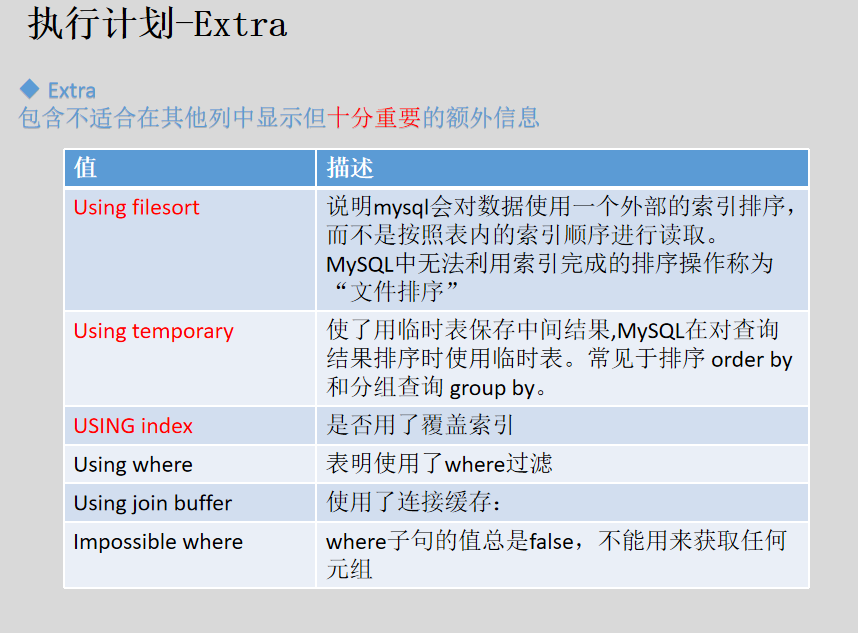 执行计划-Extra
◆ Extra
包含不适合在其他列中显示但十分重要的额外信息
值 描述
Using filesort 说明mysql会对数据使用一个外部的索引排序，
而不是按照表内的索引顺序进行读取。
MySQL中无法利用索引完成的排序操作称为
“文件排序”
Using temporary 使了用临时表保存中间结果,MySQL在对查询
结果排序时使用临时表。常见于排序 order by
和分组查询 group by。
USING index 是否用了覆盖索引
Using where 表明使用了where过滤
Using join buffer 使用了连接缓存：
Impossible where where子句的值总是false，不能用来获取任何
元组